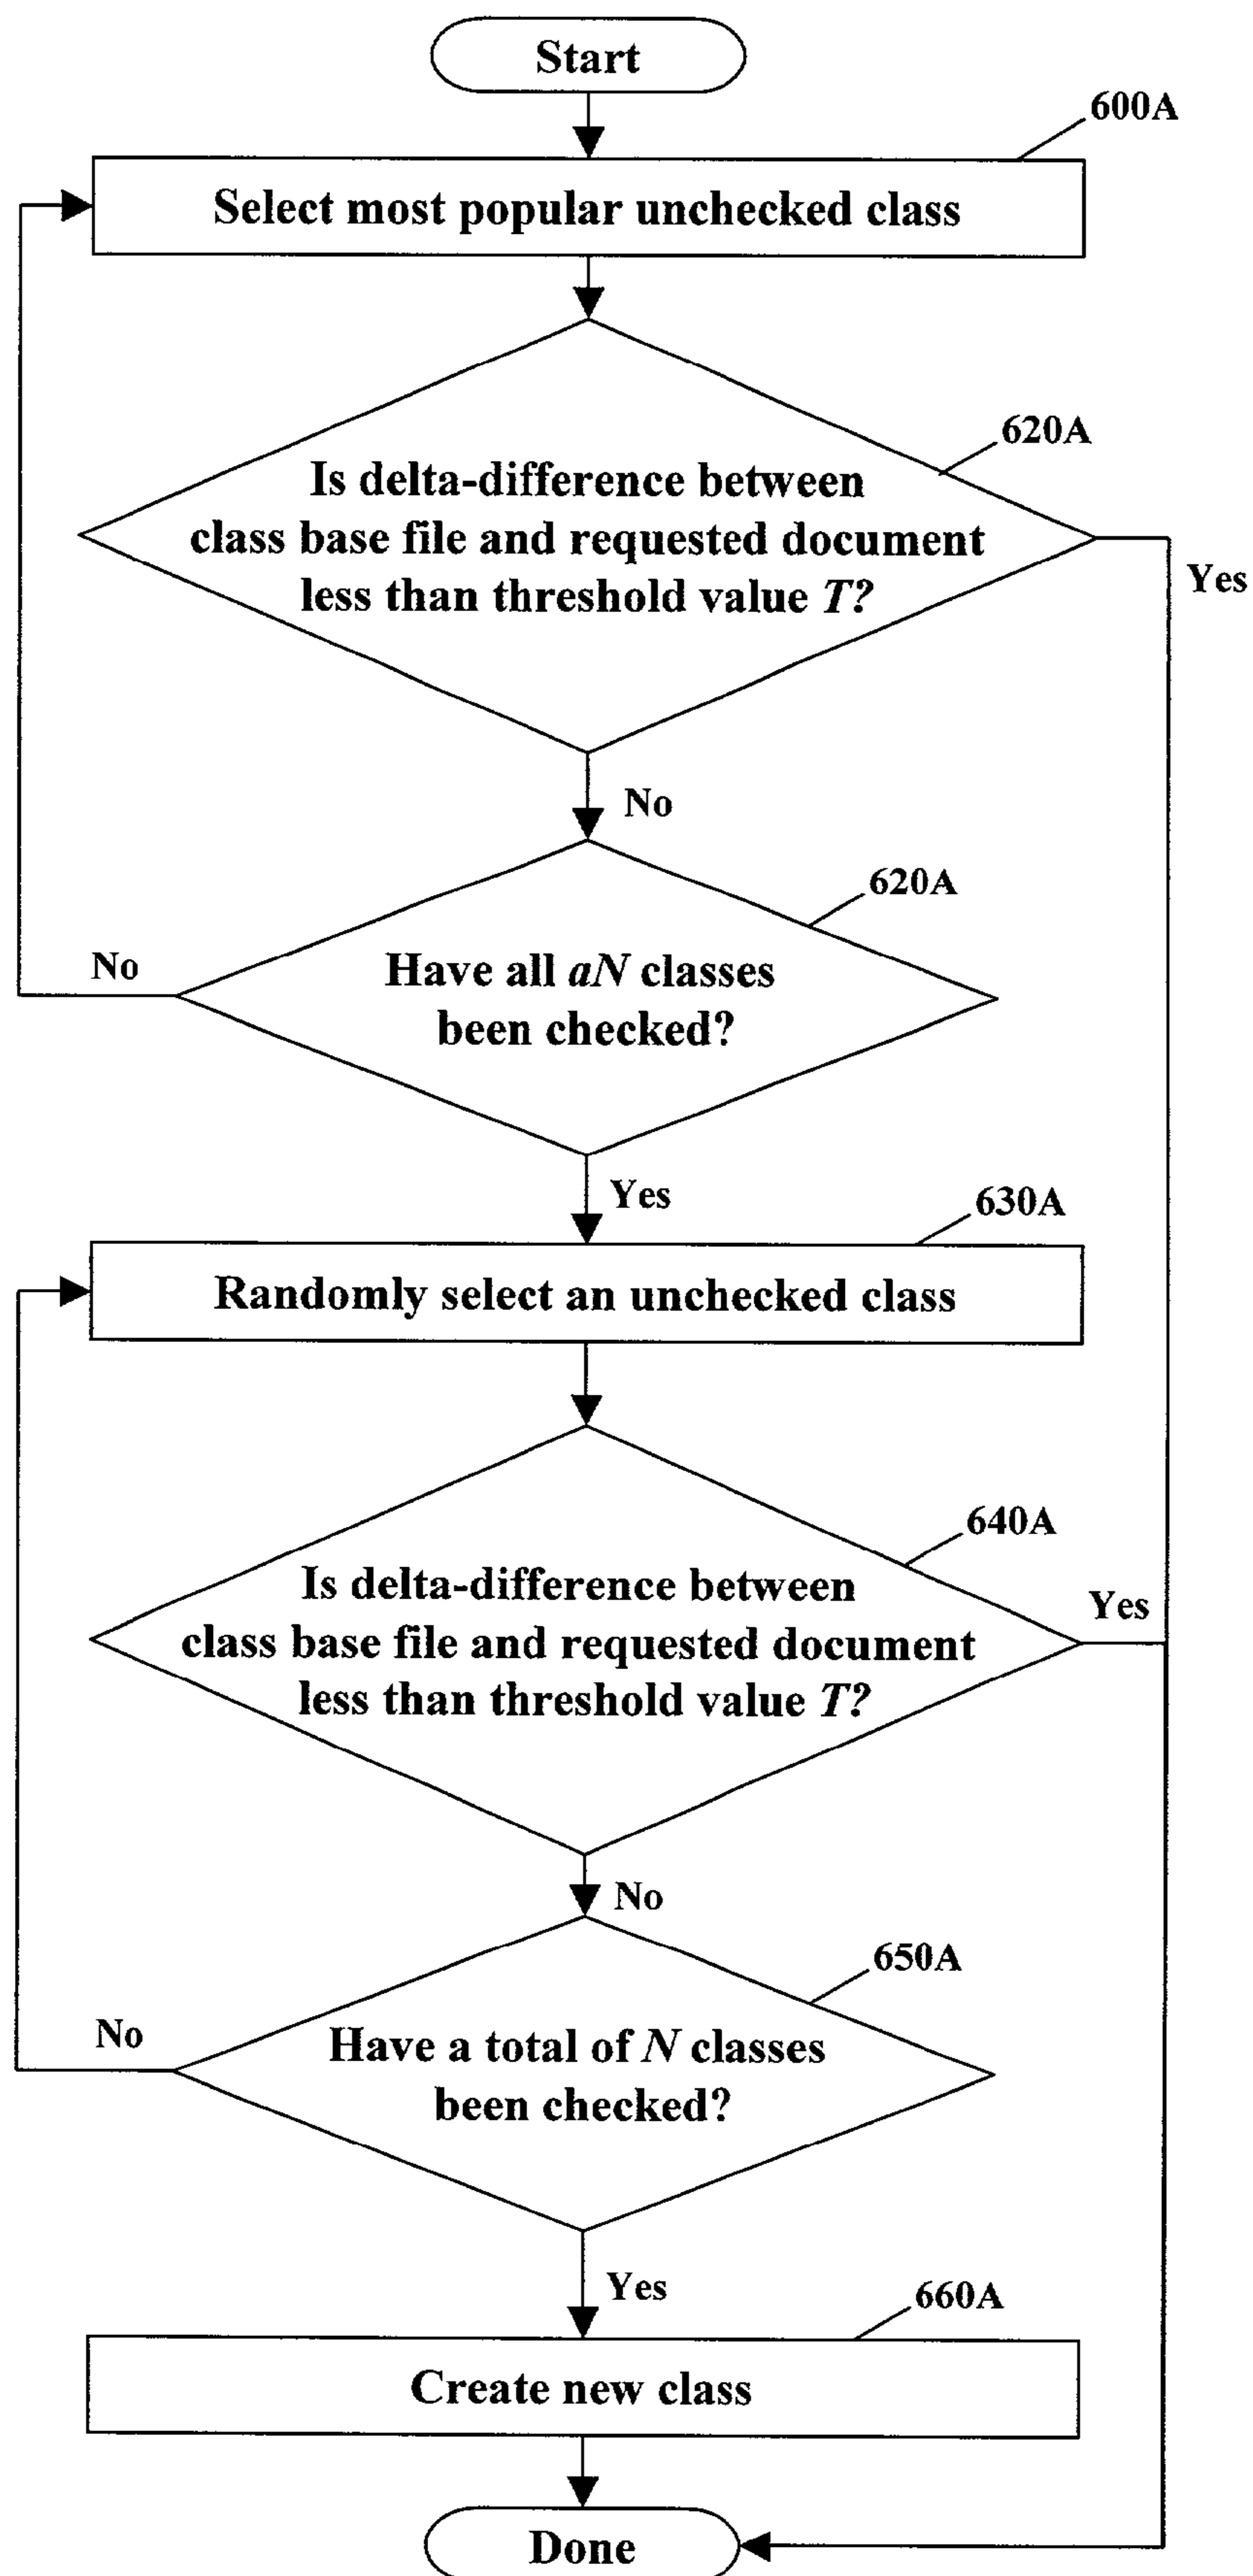 Start
600A
Select most popular unchecked class
620A
Is delta-difference between
class base file and requested document
less than threshold value T?
Yes
No
620A
Have all aN classes
been checked?
No
Yes
630A
Randomly select an unchecked class
640A
Is delta-difference between
class base file and requested document
less than threshold value T?
Yes
No
650A
Have a total of N classes
been checked?
No
Yes
660A
Create new class
Done